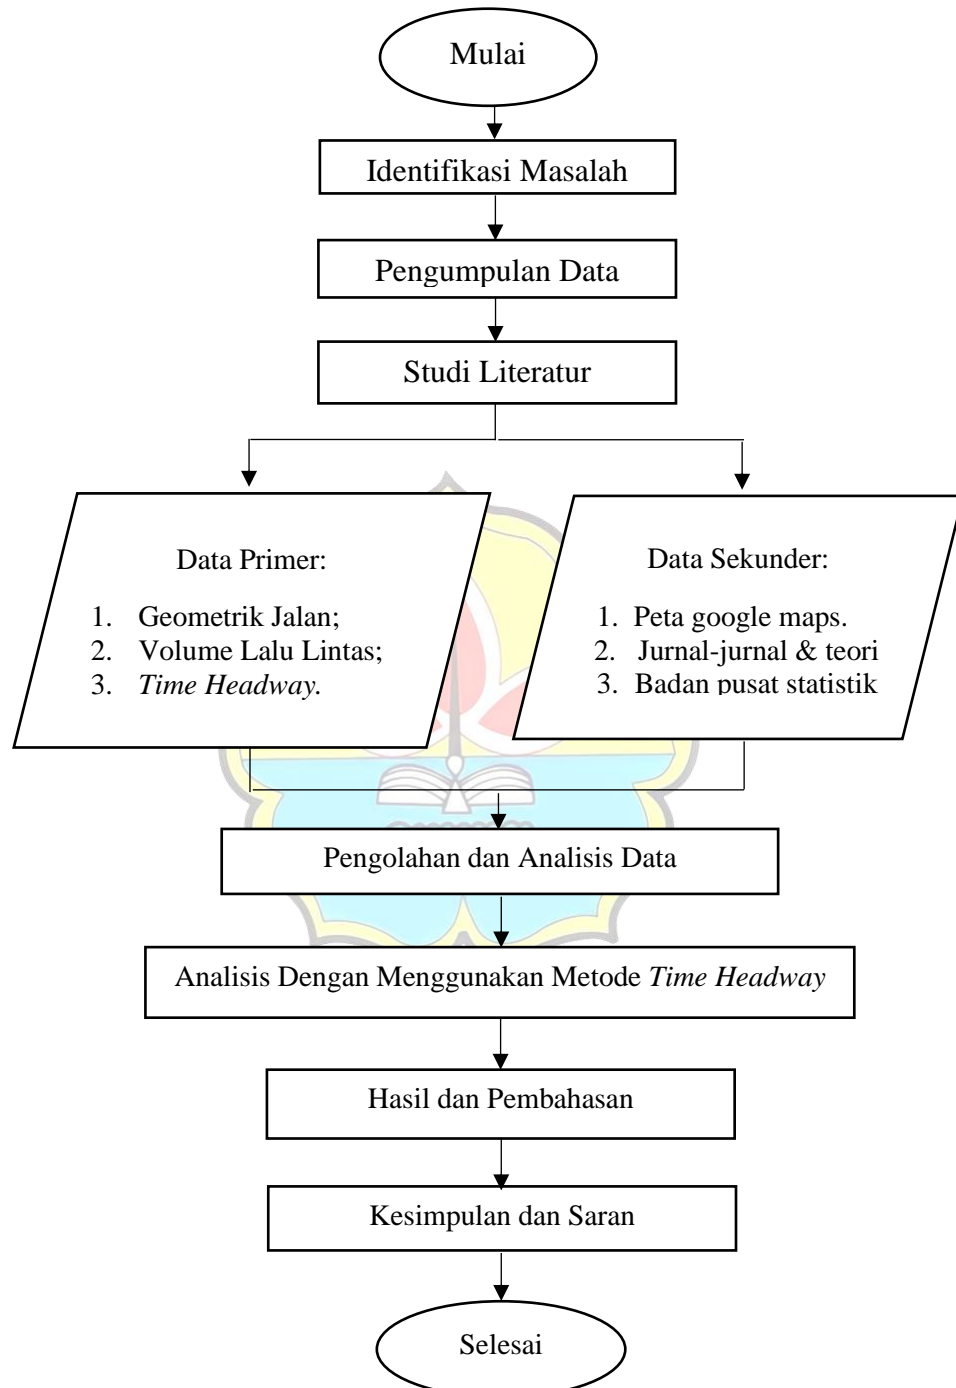 Mulai
Identifikasi Masalah
Pengumpulan Data
Studi Literatur
Data Primer:
1. Geometrik Jalan;
2. Volume Lalu Lintas;
3. Time Headway.
Data Sekunder:
1. Peta google maps.
2. Jurnal-jurnal & teori
3. Badan pusat statistik
Pengolahan dan Analisis Data
Analisis Dengan Menggunakan Metode Time Headway
Hasil dan Pembahasan
Kesimpulan dan Saran
Selesai